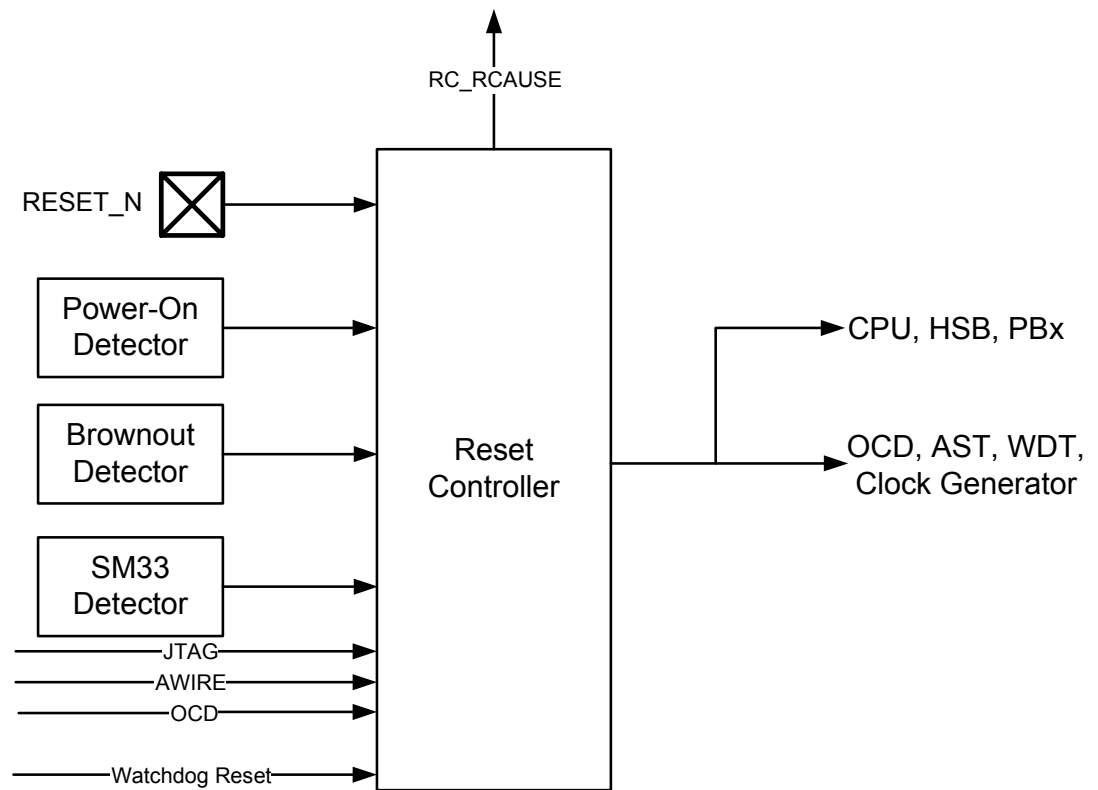 RC_RCAUSE
RESET_N
Power-On
Detector
Brownout
Detector
SM33
Detector
JTAG
AWIRE
OCD
Watchdog Reset
Reset
Controller
CPU, HSB, PBx
OCD, AST, WDT,
Clock Generator